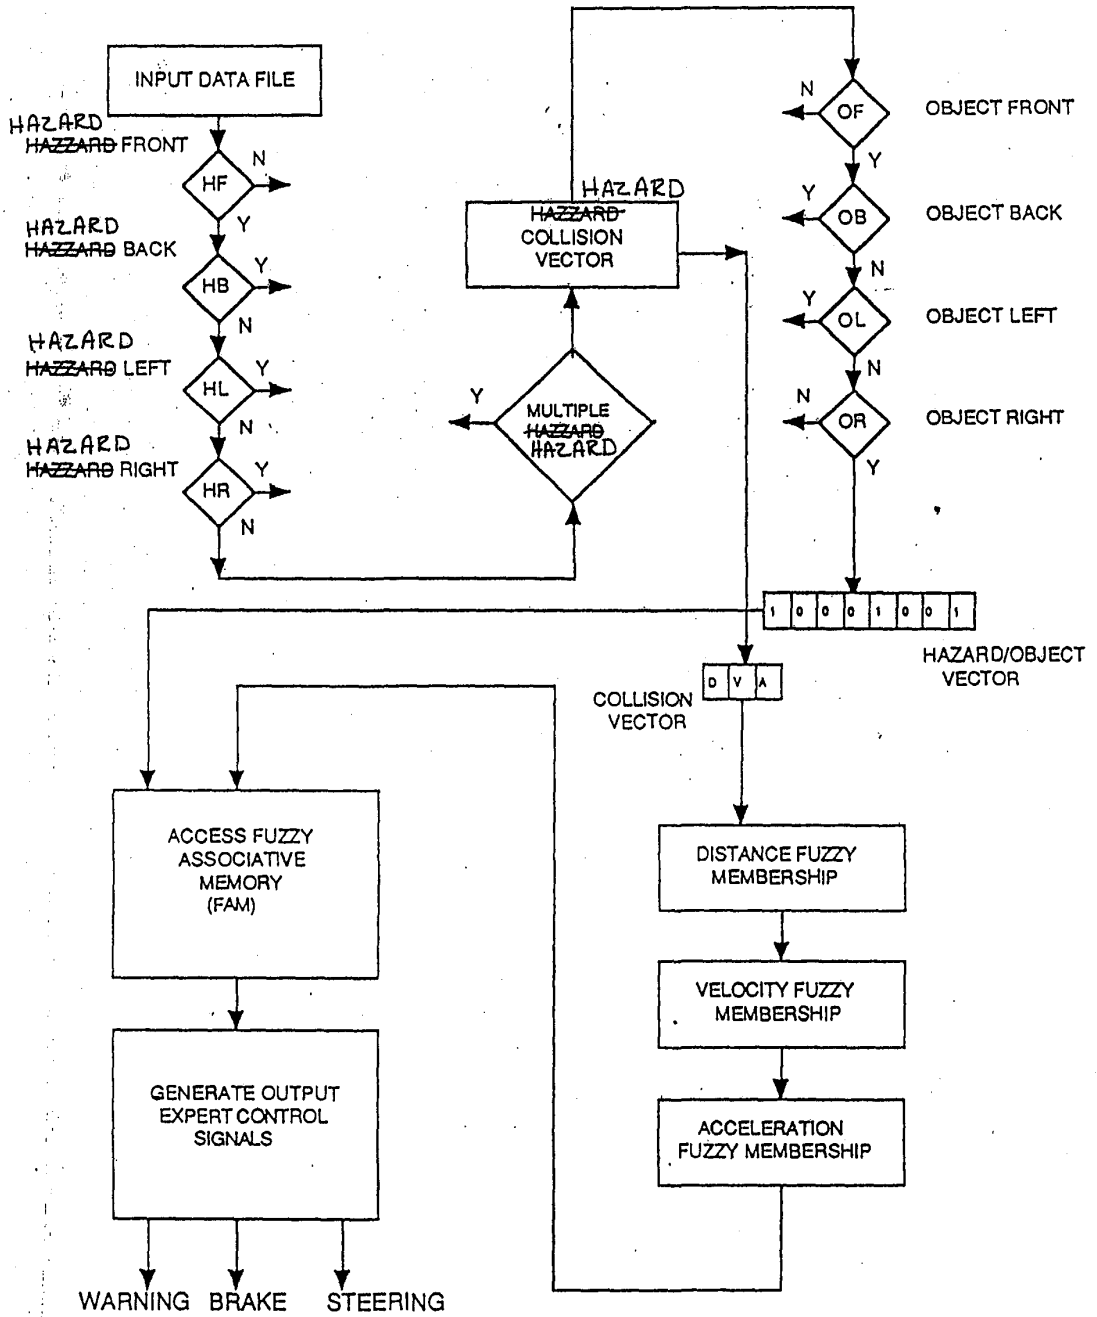 INPUT DATA FILE
HAZARD
HAZZARD FRONT
HF
N
Y
HAZARD
HAZZARD BACK
HB
Y
N
HAZARD
HAZZARD LEFT
HL
Y
N
HAZARD
HAZZARD RIGHT
HR
Y
N
MULTIPLE
HAZZARD
HAZARD
Y
HAZARD
HAZZARD
COLLISION
VECTOR
N
OF
OBJECT FRONT
Y
Y
OB
OBJECT BACK
N
Y
OL
OBJECT LEFT
N
N
OR
OBJECT RIGHT
Y
1 0 0 0 1 0 0 1
HAZARD/OBJECT
VECTOR
D V A
COLLISION
VECTOR
DISTANCE FUZZY
MEMBERSHIP
VELOCITY FUZZY
MEMBERSHIP
ACCELERATION
FUZZY MEMBERSHIP
ACCESS FUZZY
ASSOCIATIVE
MEMORY
(FAM)
GENERATE OUTPUT
EXPERT CONTROL
SIGNALS
WARNING BRAKE STEERING